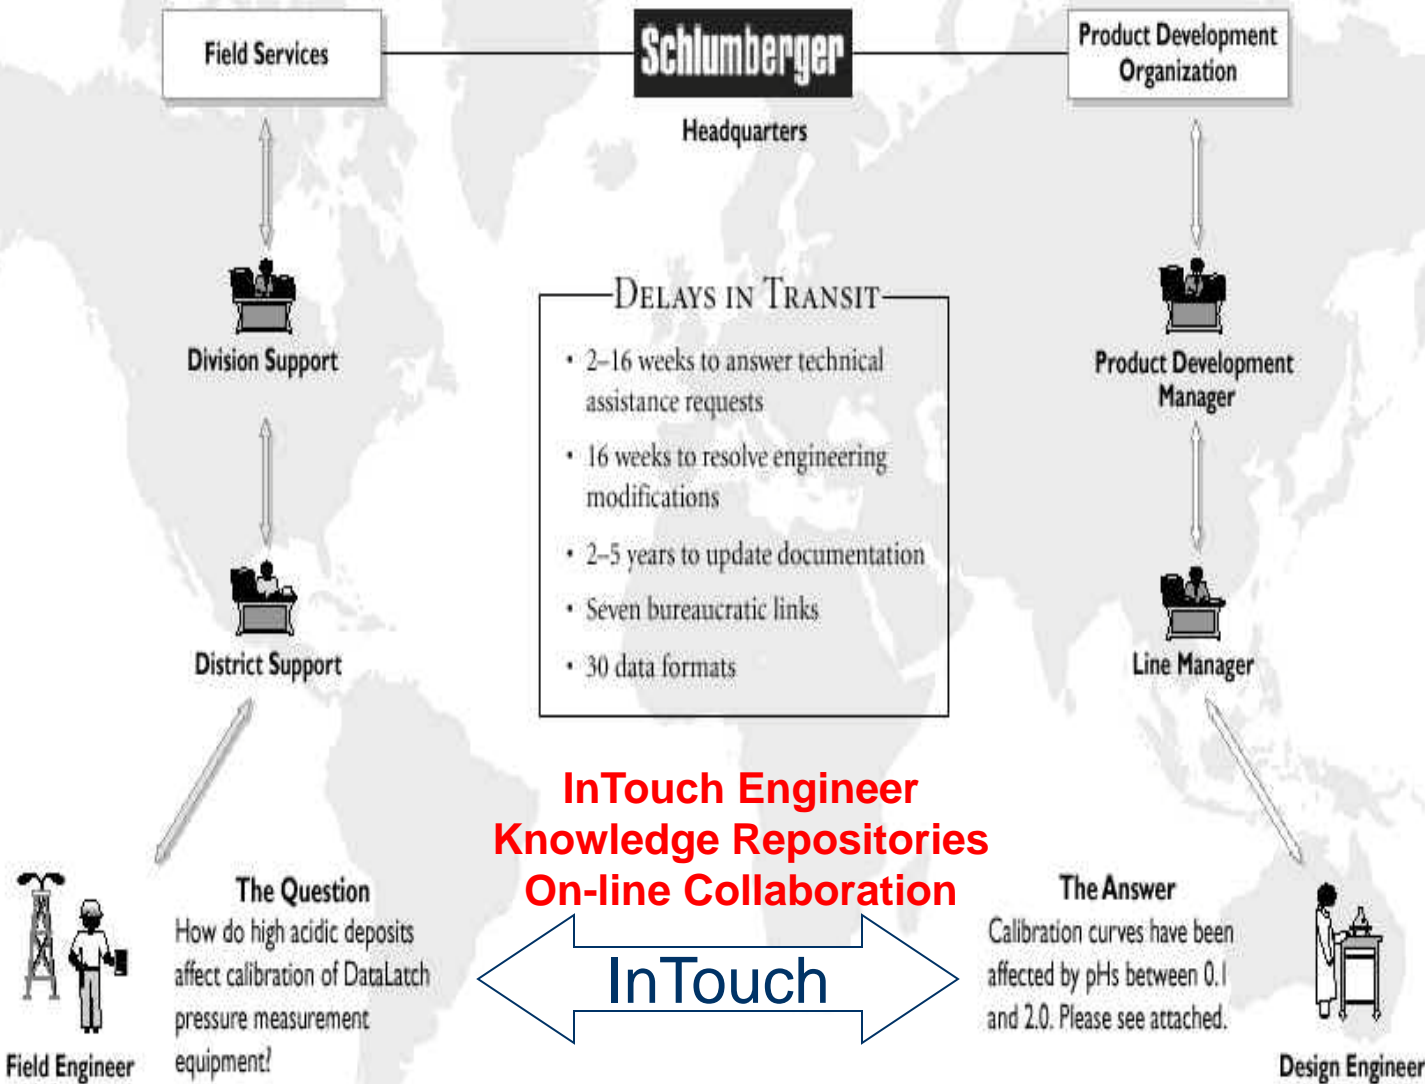 Field Services
Schlumberger
Headquarters
Product Development
Organization
Division Support
Product Development
Manager
District Support
Line Manager
DELAYS IN TRANSIT
• 2–16 weeks to answer technical
assistance requests
• 16 weeks to resolve engineering
modifications
• 2–5 years to update documentation
• Seven bureaucratic links
• 30 data formats
InTouch Engineer
Knowledge Repositories
On-line Collaboration
InTouch
The Question
How do high acidic deposits
affect calibration of DataLatch
pressure measurement
equipment?
Field Engineer
The Answer
Calibration curves have been
affected by pHs between 0.1
and 2.0. Please see attached.
Design Engineer